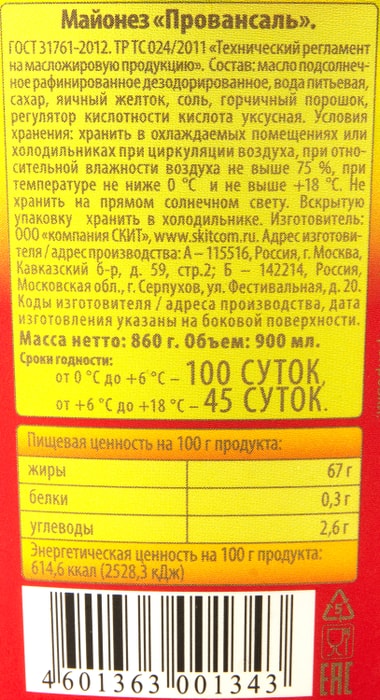 Майонез «Провансаль».
ГОСТ 31761-2012. ТР ТС 024/2011 «Технический регламент
на масложировую продукцию». Состав: масло подсолнеч-
ное рафинированное дезодорированное, вода питьевая,
сахар, яичный желток, соль, горчичный порошок,
регулятор кислотности кислота уксусная. Условия
хранения: хранить в охлаждаемых помещениях или
холодильниках при циркуляции воздуха, при отно-
сительной влажности воздуха не выше 75 %, при
температуре не ниже 0 °C и не выше +18 °C. Не
хранить на прямом солнечном свету. Вскрытую
упаковку хранить в холодильнике. Изготовитель:
ООО «компания СКИТ», www.skitcom.ru. Адрес изготови-
теля / адрес производства: А – 115516, Россия, г. Москва,
Кавказский б-р, д. 59, стр.2; Б – 142214, Россия,
Московская обл., г. Серпухов, ул. Фестивальная, д. 20.
Коды изготовителя / адреса производства, дата
изготовления указаны на боковой поверхности.
Масса нетто: 860 г. Объем: 900 мл.
Сроки годности:
от 0 °C до +6 °C – 100 СУТОК,
от +6 °C до +18 °C – 45 СУТОК.
Пищевая ценность на 100 г продукта:
жиры 67 г
белки 0,3 г
углеводы 2,6 г
Энергетическая ценность на 100 г продукта:
614,6 ккал (2528,3 кДж)
5
4 601363 001343
EAC